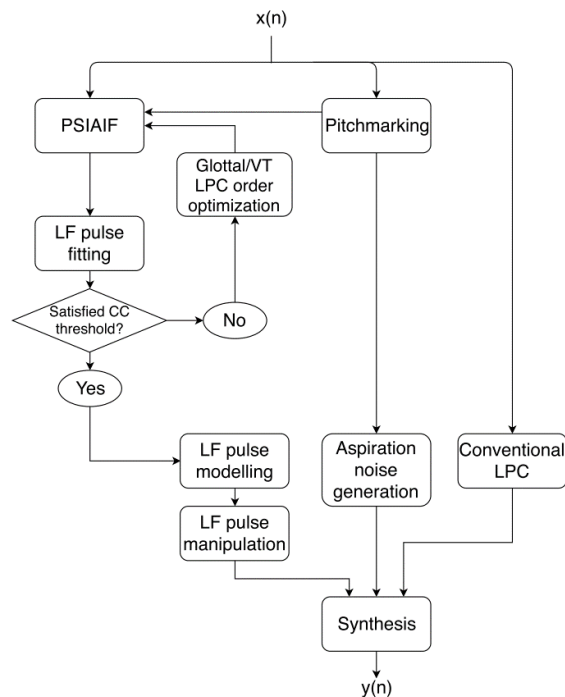 x(n)
PSIAIF
Pitchmarking
Glottal/VT
LPC order
optimization
LF pulse
fitting
Satisfied CC
threshold?
No
Yes
LF pulse
modelling
Aspiration
noise
generation
Conventional
LPC
LF pulse
manipulation
Synthesis
y(n)